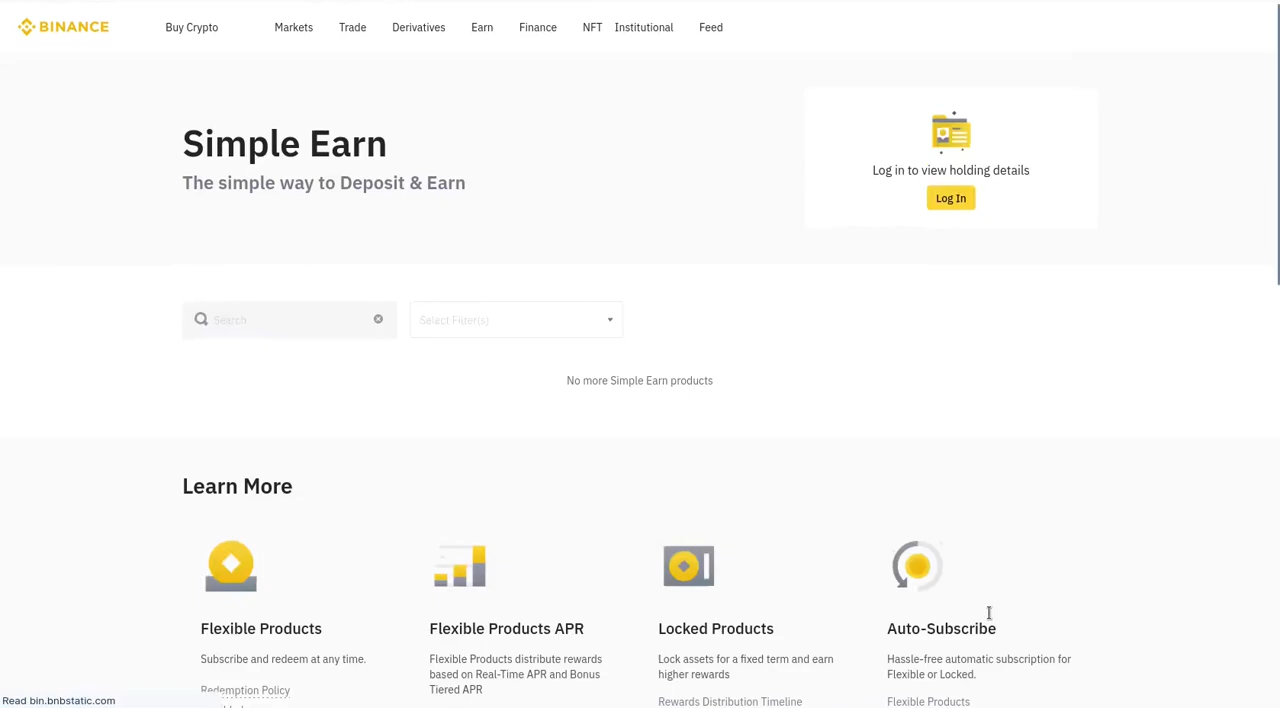 BINANCE
Buy Crypto Markets Trade Derivatives Earn Finance NFT Institutional Feed
Simple Earn
The simple way to Deposit & Earn
Log in to view holding details
Log In
Search
Select Filter(s)
No more Simple Earn products
Learn More
Flexible Products
Subscribe and redeem at any time.
Redemption Policy
Flexible Products APR
Flexible Products distribute rewards
based on Real-Time APR and Bonus
Tiered APR
Locked Products
Lock assets for a fixed term and earn
higher rewards
Rewards Distribution Timeline
Auto-Subscribe
Hassle-free automatic subscription for
Flexible or Locked.
Flexible Products
Read bin.bnbstatic.com